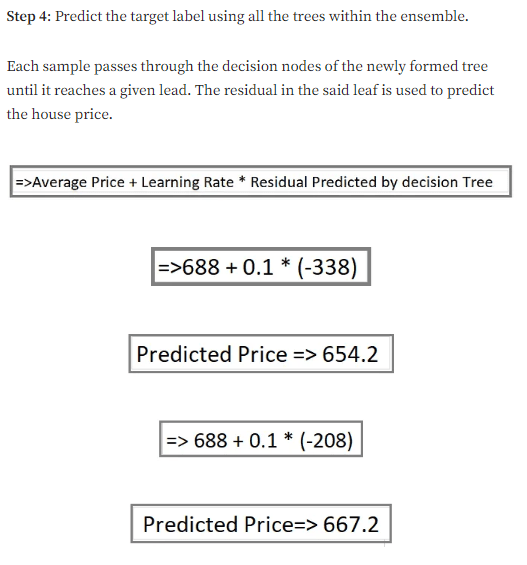 Step 4: Predict the target label using all the trees within the ensemble.
Each sample passes through the decision nodes of the newly formed tree
until it reaches a given lead. The residual in the said leaf is used to predict
the house price.
=>Average Price + Learning Rate * Residual Predicted by decision Tree
=>688 + 0.1 * (-338)
Predicted Price => 654.2
=> 688 + 0.1 * (-208)
Predicted Price=> 667.2